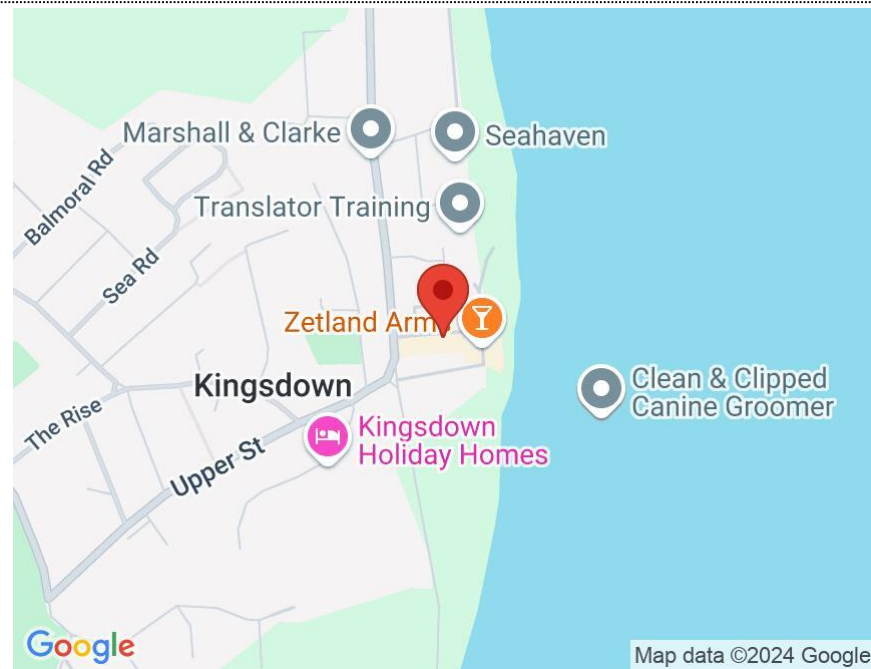 Marshall & Clarke
Seahaven
Balmoral Rd
Translator Training
Sea Rd
Zetland Arms
Kingsdown
Clean & Clipped
Canine Groomer
The Rise
Kingsdown
Holiday Homes
Upper St
Google
Map data ©2024 Google